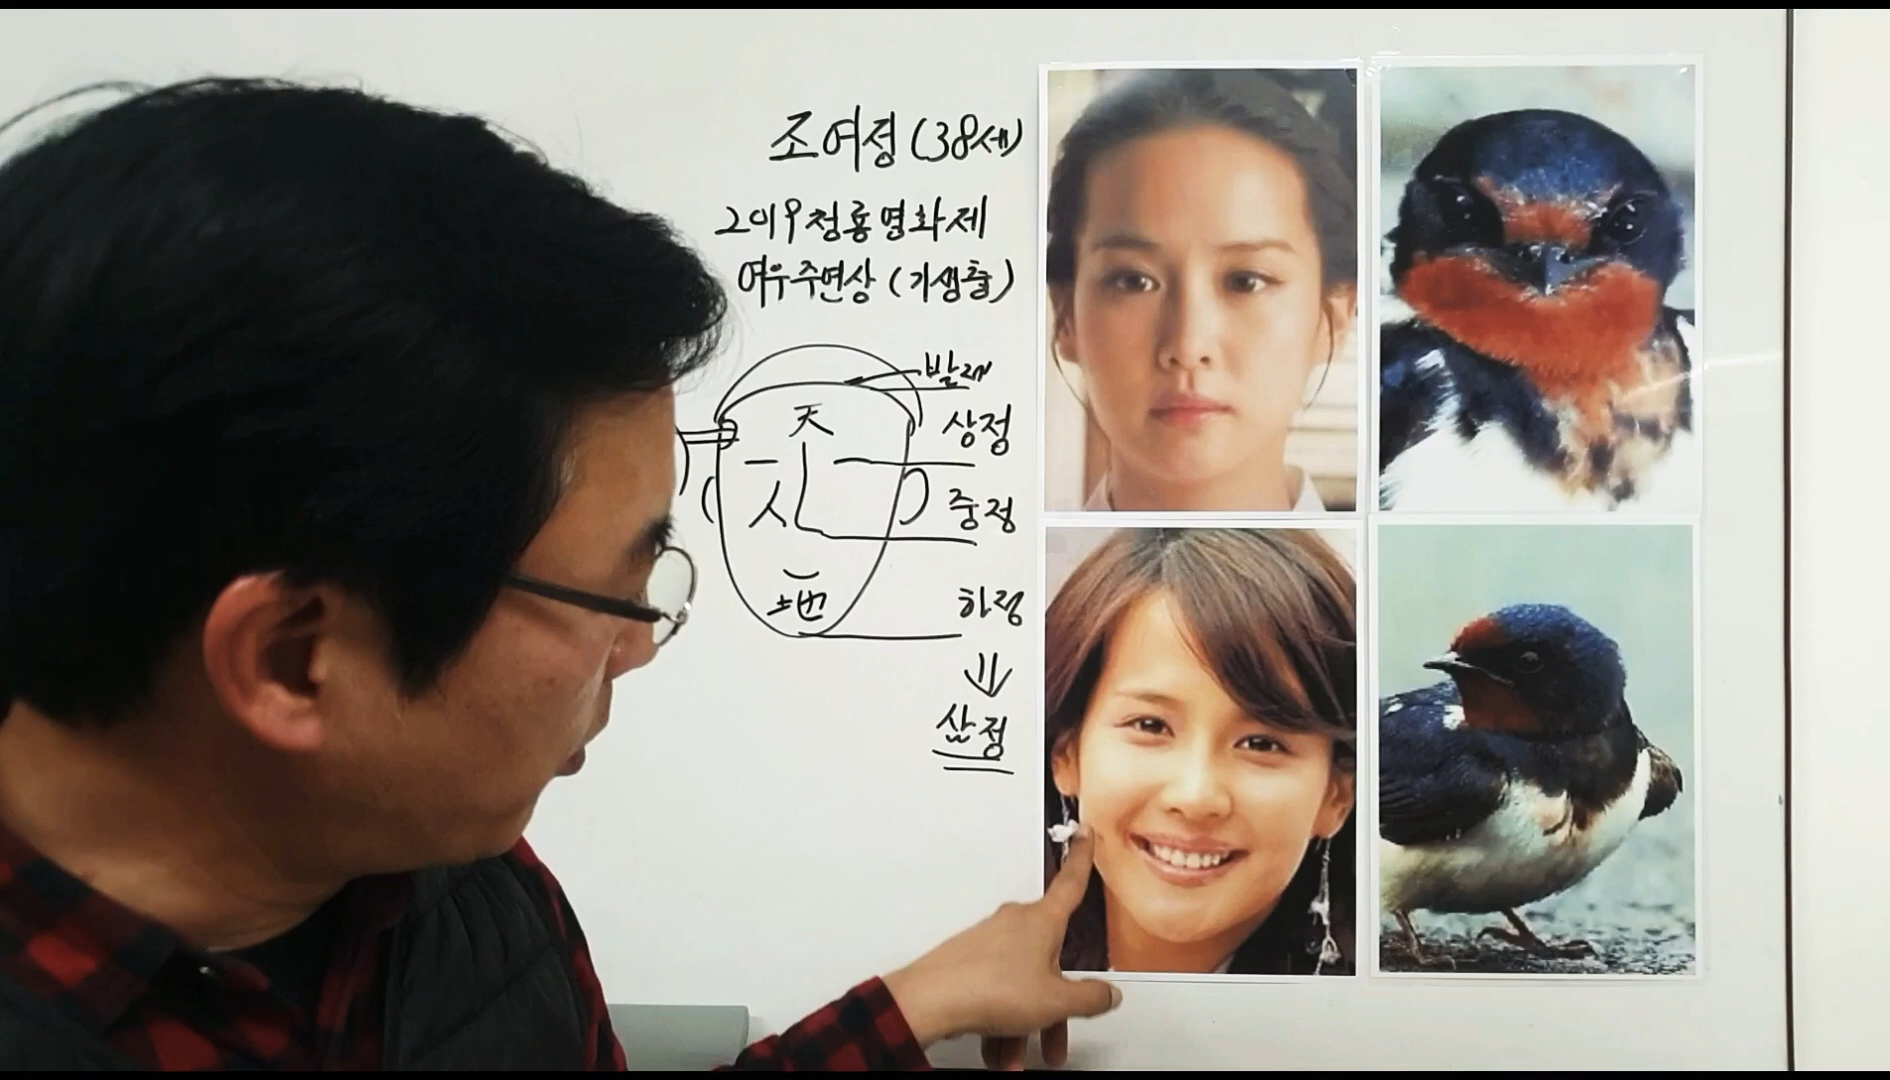 조여정 (38세)
2019 청룡영화제
여우주연상 (기생충)
발제
天
상정
人
중정
地
하정
삼정